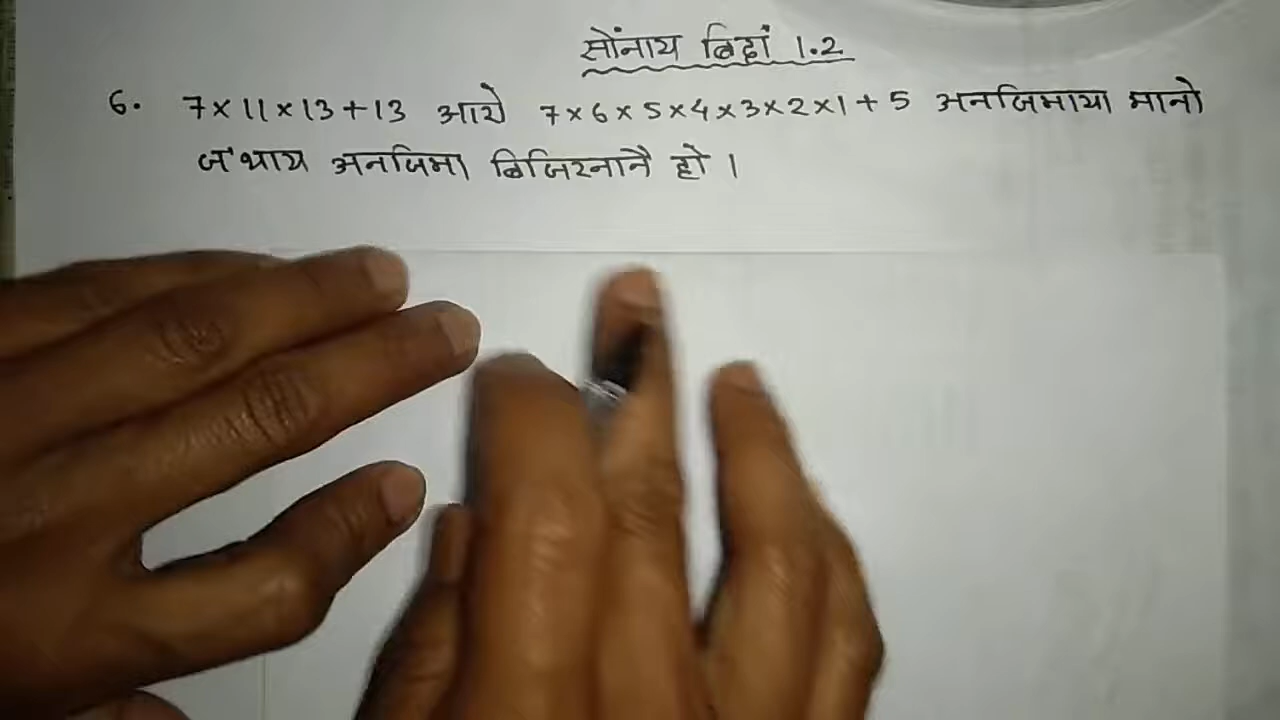 सोंनाय बिदां 1.2
6. 7×11×13+13 आरो 7×6×5×4×3×2×1+5 अनजिमाया मानो
ज'थाय अनजिमा बिजिरनानै हो।